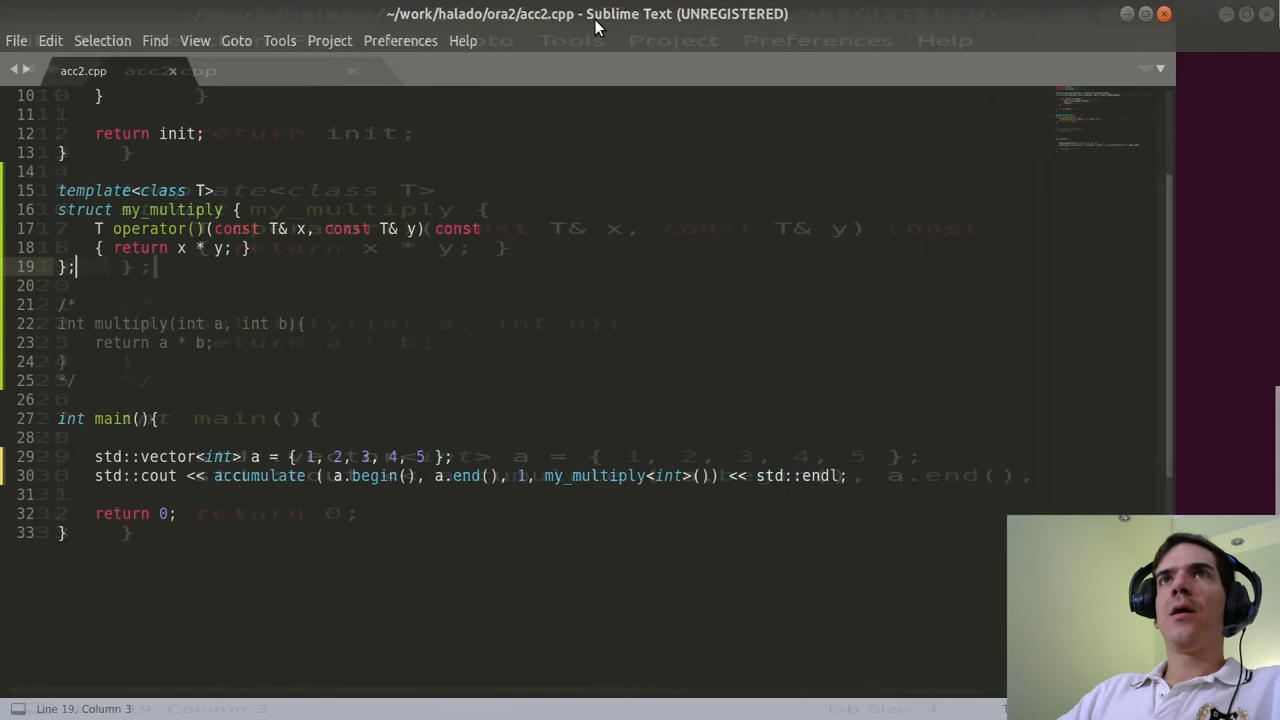 ~/work/halado/ora2/acc2.cpp - Sublime Text (UNREGISTERED)
File Edit Selection Find View Goto Tools Project Preferences Help
acc2.cpp
10 }
11
12 return init;
13 }
14
15 template<class T>
16 struct my_multiply {
17 T operator()(const T& x, const T& y) const
18 { return x * y; }
19 };
20
21 /*
22 int multiply(int a, int b){
23 return a * b;
24 }
25 */
26
27 int main(){
28
29 std::vector<int> a = { 1, 2, 3, 4, 5 };
30 std::cout << accumulate ( a.begin(), a.end(), 1, my_multiply<int>()) << std::endl;
31
32 return 0;
33 }
Line 19, Column 3
Tab Size: 4